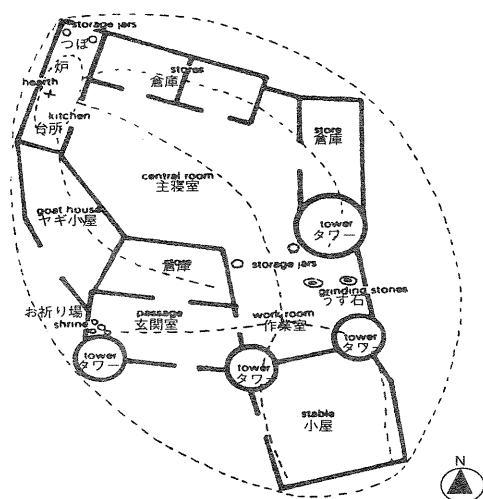 storage jars
つぼ
炉
hearth
stores
倉庫
kitchen
台所
store
倉庫
central room
主寝室
goat house
ヤギ小屋
tower
タワー
store
倉庫
storage jars
grinding stones
うす石
お祈り場
shrine
passage
玄関室
work room
作業室
tower
タワー
tower
タワー
tower
タワー
stable
小屋
N